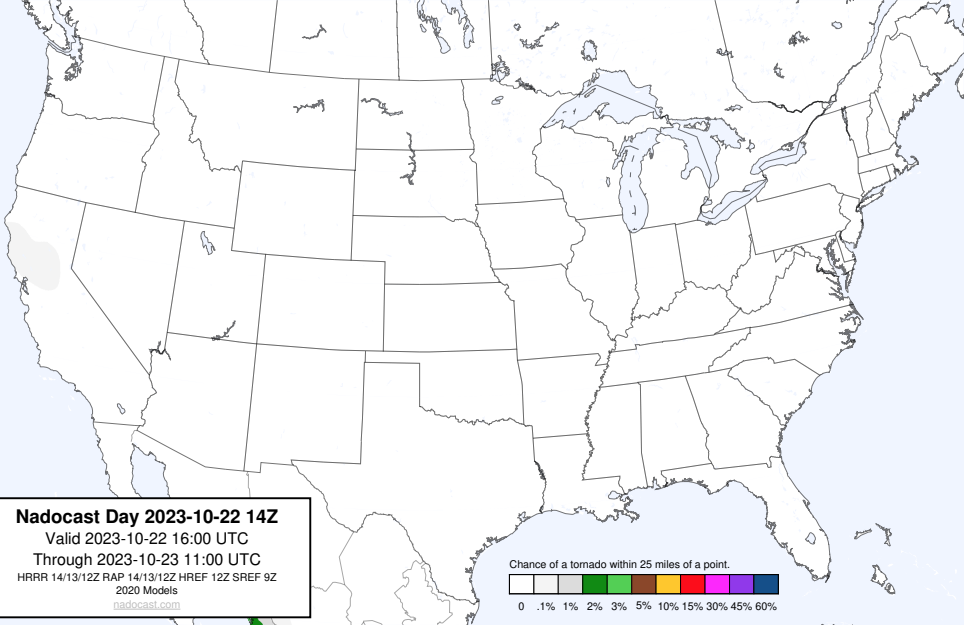 Nadocast Day 2023-10-22 14Z
Valid 2023-10-22 16:00 UTC
Through 2023-10-23 11:00 UTC
HRRR 14/13/12Z RAP 14/13/12Z HREF 12Z SREF 9Z
2020 Models
nadocast.com
Chance of a tornado within 25 miles of a point.
0 .1% 1% 2% 3% 5% 10% 15% 30% 45% 60%